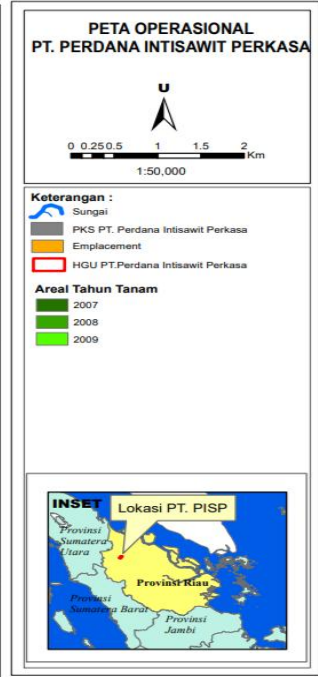 PETA OPERASIONAL
PT. PERDANA INTISAWIT PERKASA
U
0 0.25 0.5 1 1.5 2
Km
1:50,000
Keterangan :
Sungai
PKS PT. Perdana Intisawit Perkasa
Emplacement
HGU PT.Perdana Intisawit Perkasa
Areal Tahun Tanam
2007
2008
2009
INSET
Lokasi PT. PISP
Provinsi
Sumatera
Utara
Provinsi Riau
Provinsi
Sumatera Barat
Provinsi
Jambi